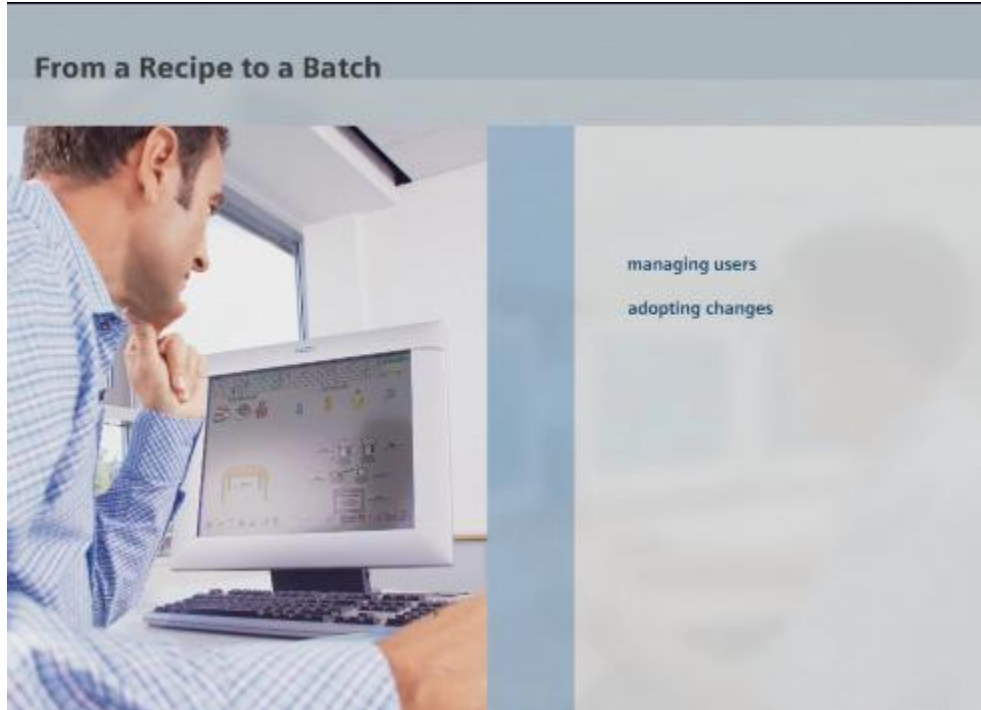 From a Recipe to a Batch
managing users
adopting changes